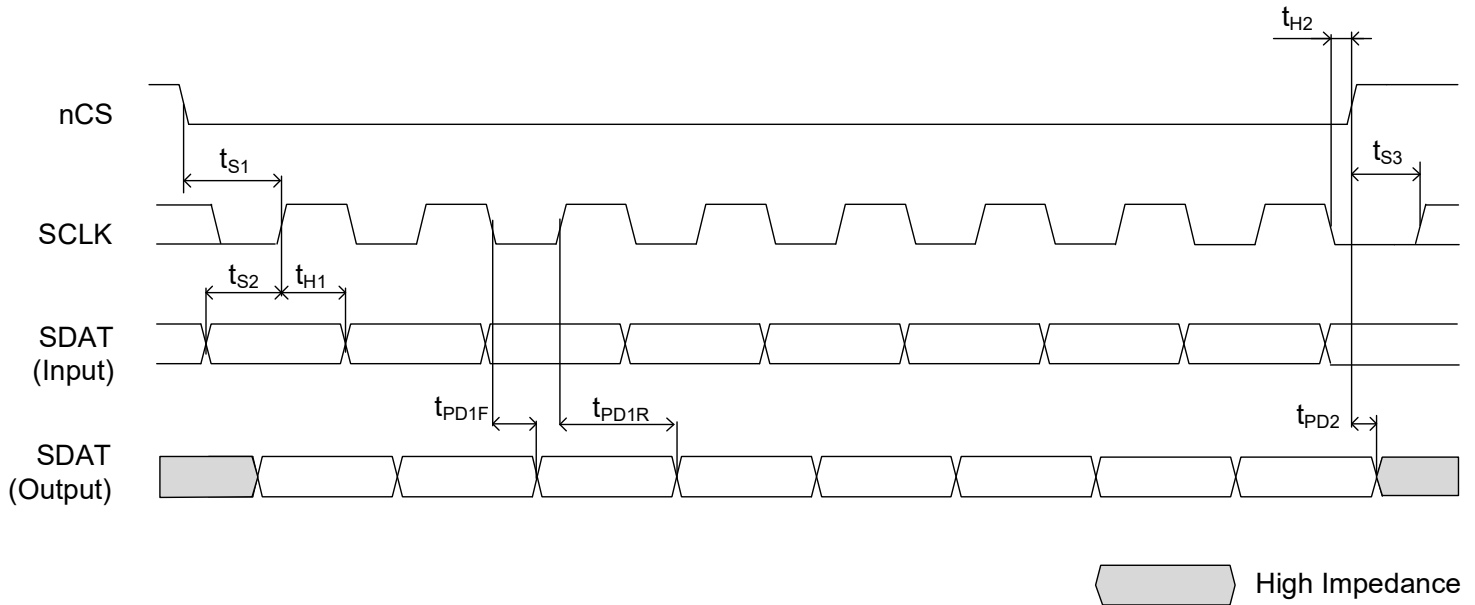 tH2
nCS
tS1
tS3
SCLK
tS2
tH1
SDAT
(Input)
tPD1F
tPD1R
tPD2
SDAT
(Output)
High Impedance